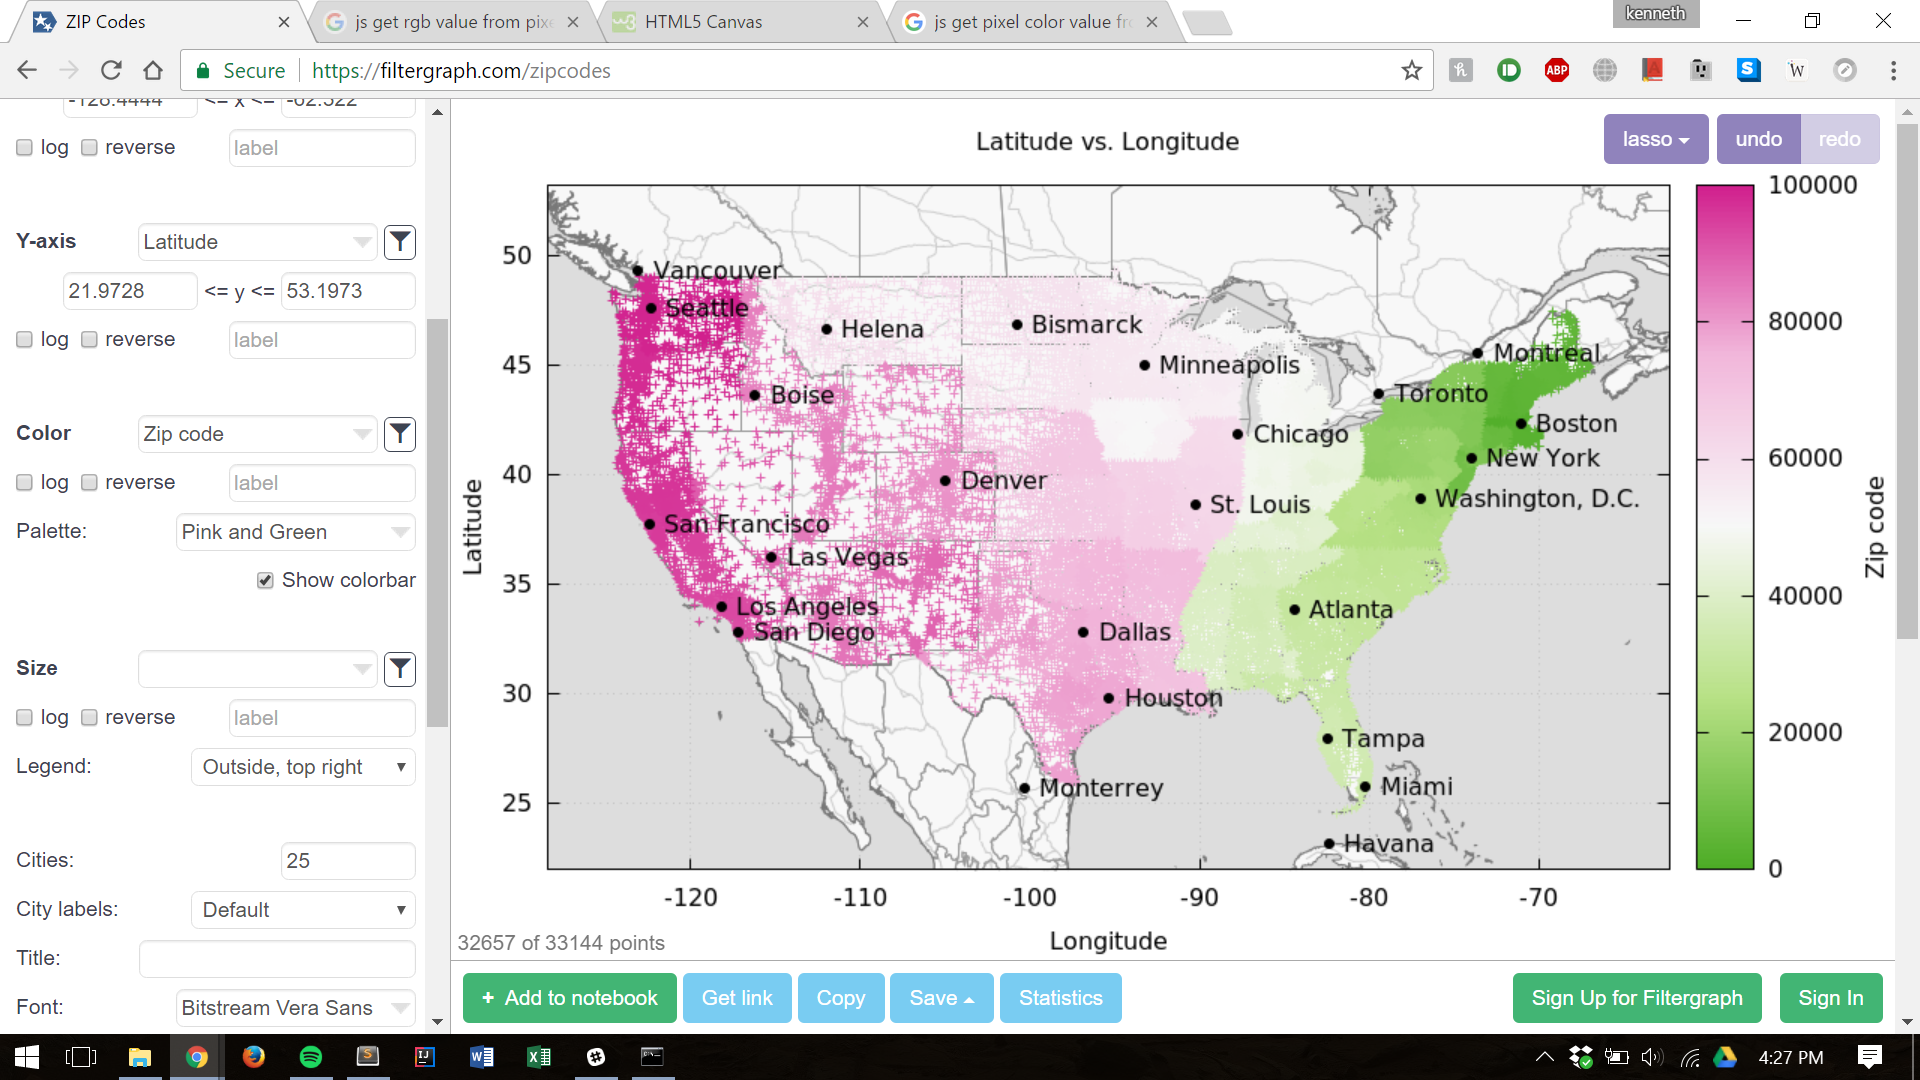 ZIP Codes
js get rgb value from pixe
HTML5 Canvas
js get pixel color value fr
kenneth
Secure https://filtergraph.com/zipcodes
ABP
-128.4444 <= x <= -62.522
log reverse label
Y-axis Latitude
21.9728 <= y <= 53.1973
log reverse label
Color Zip code
log reverse label
Palette: Pink and Green
Show colorbar
Size
log reverse label
Legend: Outside, top right
Cities: 25
City labels: Default
Title:
Font: Bitstream Vera Sans
Latitude vs. Longitude
lasso
undo
redo
50
45
40
35
30
25
Latitude
Vancouver
Seattle
Helena
Bismarck
Minneapolis
Montreal
Boise
Toronto
Boston
Chicago
New York
Denver
Washington, D.C.
St. Louis
San Francisco
Las Vegas
Los Angeles
Atlanta
San Diego
Dallas
Houston
Tampa
Monterrey
Miami
Havana
-120
-110
-100
-90
-80
-70
Longitude
100000
80000
60000
40000
20000
0
Zip code
32657 of 33144 points
+ Add to notebook
Get link
Copy
Save
Statistics
Sign Up for Filtergraph
Sign In
4:27 PM